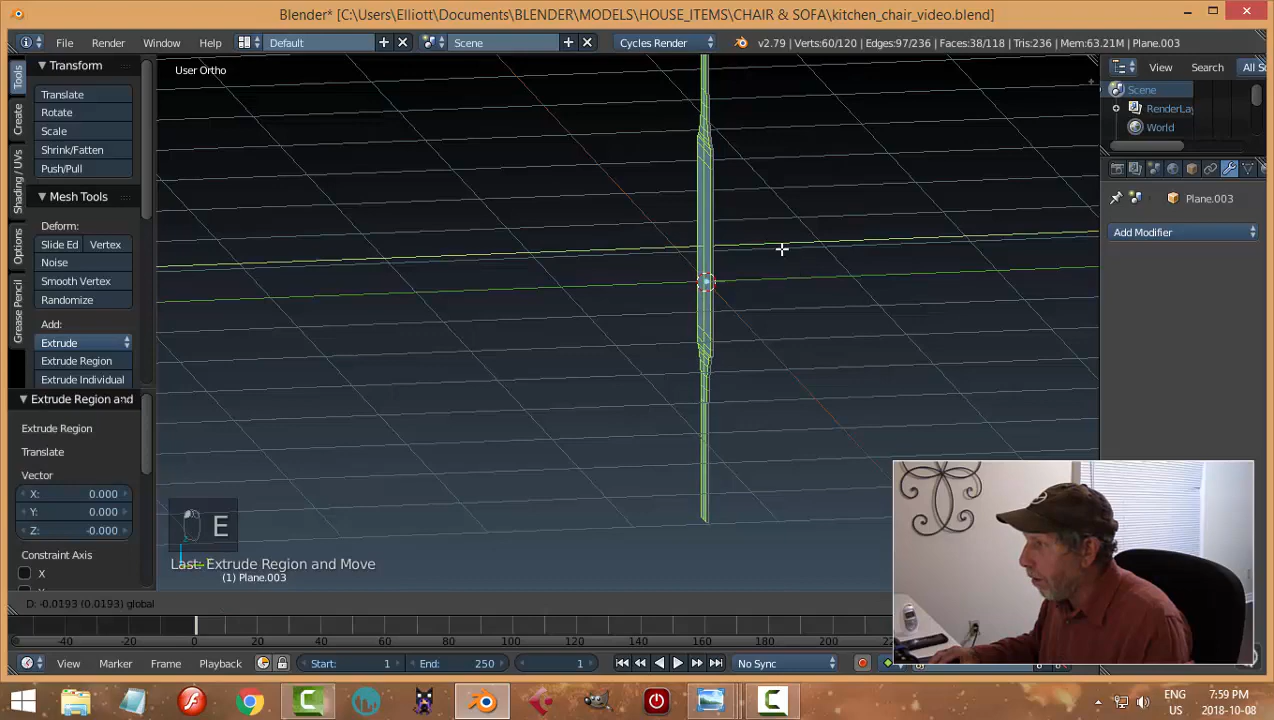 Blender* [C:\Users\Elliott\Documents\BLENDER\MODELS\HOUSE_ITEMS\CHAIR & SOFA\kitchen_chair_video.blend]
File Render Window Help Default Scene Cycles Render v2.79 | Verts:60/120 | Edges:97/236 | Faces:38/118 | Tris:236 | Mem:63.21M | Plane.003
Tools
Create
Shading / UVs
Options
Grease Pencil
Transform
Translate
Rotate
Scale
Shrink/Fatten
Push/Pull
Mesh Tools
Deform:
Slide Ed Vertex
Noise
Smooth Vertex
Randomize
Add:
Extrude
Extrude Region
Extrude Individual
Extrude Region and
Extrude Region
Translate
Vector
X: 0.000
Y: 0.000
Z: -0.000
Constraint Axis
X
User Ortho
E
Last: Extrude Region and Move
(1) Plane.003
D: -0.0193 (0.0193) global
View Search All S
Scene
RenderLay
World
Plane.003
Add Modifier
-40 -20 0 20 40 60 80 100 120 140 160 180 200
View Marker Frame Playback Start: 1 End: 250 1 No Sync
ENG
US
7:59 PM
2018-10-08